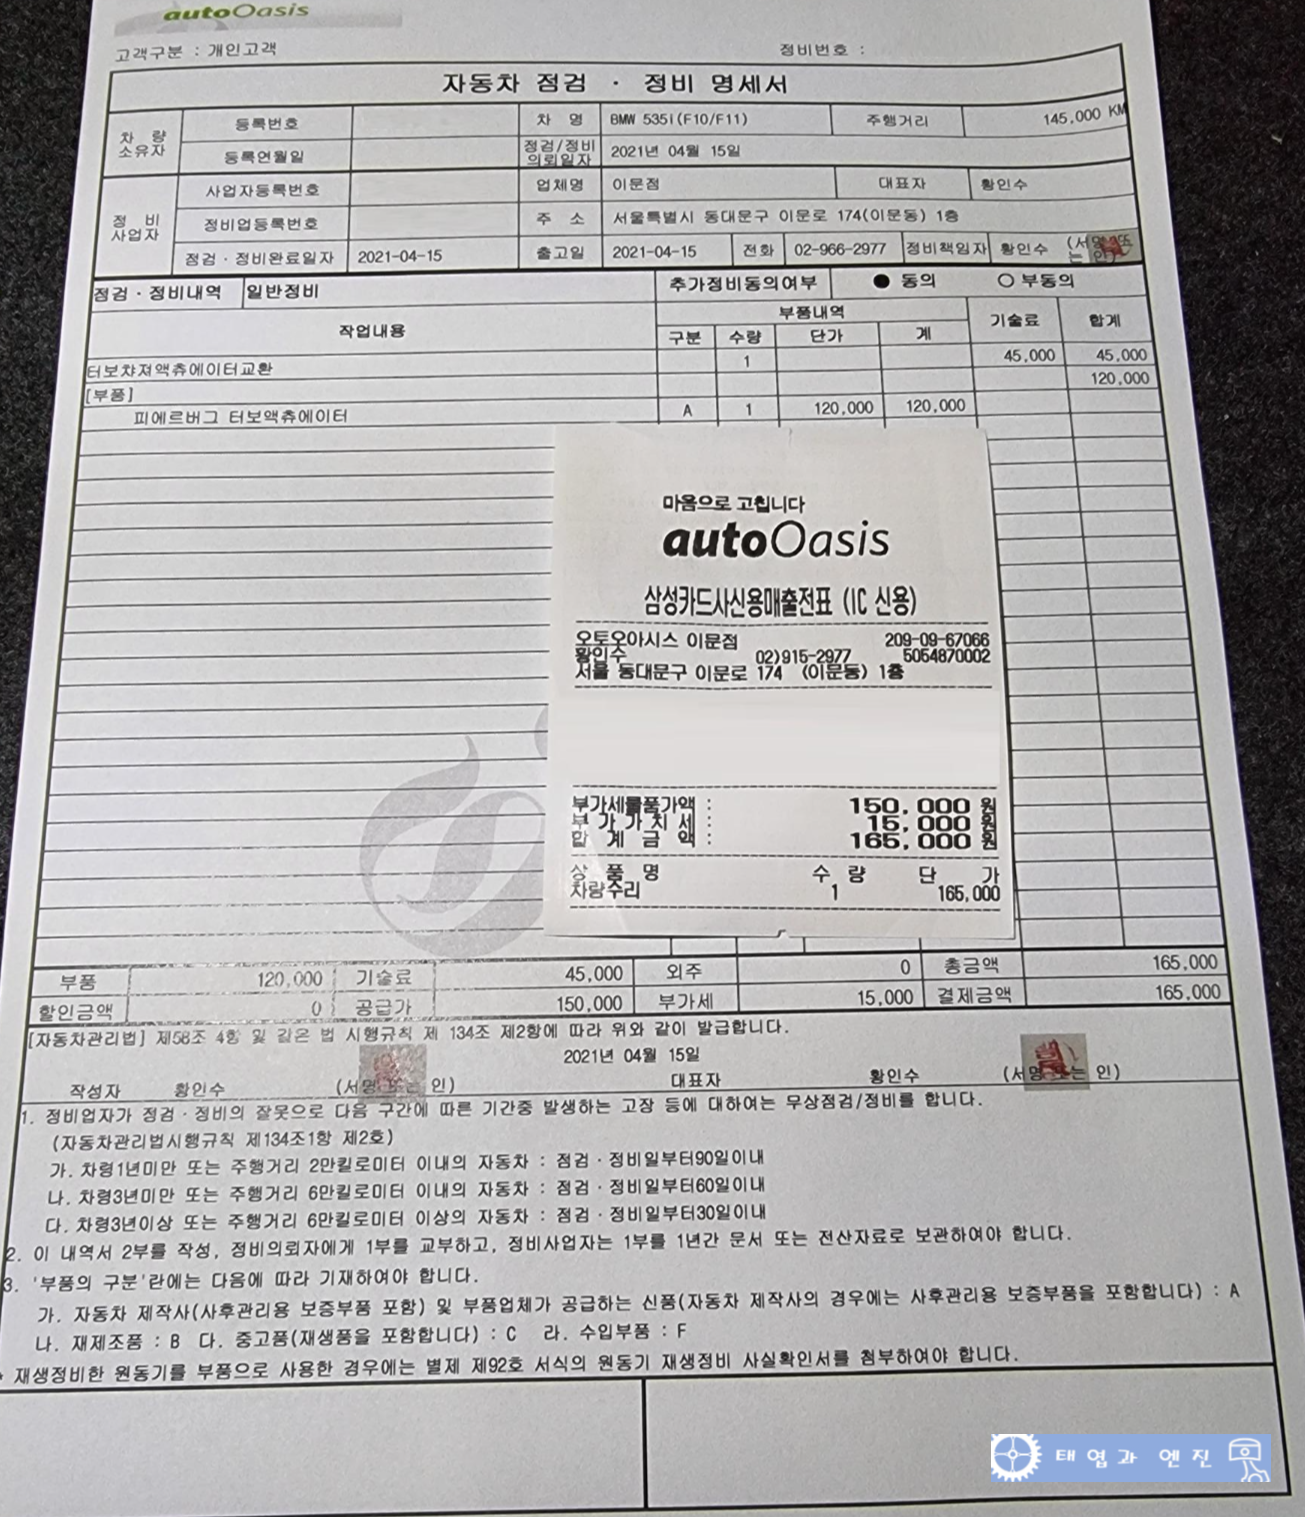 autoOasis
고객구분 : 개인고객 정비번호 :
자동차 점검 · 정비 명세서
차 량 소유자 등록번호 차 명 BMW 535I(F10/F11) 주행거리 145,000 KM
등록연월일 점검/정비 의뢰일자 2021년 04월 15일
정 비 사업자 사업자등록번호 업체명 이문점 대표자 황인수
정비업등록번호 주 소 서울특별시 동대문구 이문로 174(이문동) 1층
점검 · 정비완료일자 2021-04-15 출고일 2021-04-15 전화 02-966-2977 정비책임자 황인수 (서명 또는 인)
점검 · 정비내역 일반정비 추가정비동의여부 ● 동의 ○ 부동의
작업내용 부품내역 기술료 합계
구분 수량 단가 계
터보챠져액츄에이터교환 1 45,000 45,000
[부품] 120,000
피에르버그 터보액츄에이터 A 1 120,000 120,000
마음으로 고칩니다
autoOasis
삼성카드사신용매출전표 (IC 신용)
오토오아시스 이문점 209-09-67066
황인수 02)915-2977 5054870002
서울 동대문구 이문로 174 (이문동) 1층
부가세물품가액 : 150,000 원
부 가 가 치 세 : 15,000 원
합 계 금 액 : 165,000 원
상 품 명 수 량 단 가
차량수리 1 165,000
부품 120,000 기술료 45,000 외주 0 총금액 165,000
할인금액 0 공급가 150,000 부가세 15,000 결제금액 165,000
[자동차관리법] 제58조 4항 및 같은 법 시행규칙 제 134조 제2항에 따라 위와 같이 발급합니다.
2021년 04월 15일
작성자 황인수 (서명 또는 인) 대표자 황인수 (서명 또는 인)
1. 정비업자가 점검 · 정비의 잘못으로 다음 구간에 따른 기간중 발생하는 고장 등에 대하여는 무상점검/정비를 합니다.
(자동차관리법시행규칙 제134조1항 제2호)
가. 차령1년미만 또는 주행거리 2만킬로미터 이내의 자동차 : 점검 · 정비일부터90일이내
나. 차령3년미만 또는 주행거리 6만킬로미터 이내의 자동차 : 점검 · 정비일부터60일이내
다. 차령3년이상 또는 주행거리 6만킬로미터 이상의 자동차 : 점검 · 정비일부터30일이내
2. 이 내역서 2부를 작성, 정비의뢰자에게 1부를 교부하고, 정비사업자는 1부를 1년간 문서 또는 전산자료로 보관하여야 합니다.
3. '부품의 구분'란에는 다음에 따라 기재하여야 합니다.
가. 자동차 제작사(사후관리용 보증부품 포함) 및 부품업체가 공급하는 신품(자동차 제작사의 경우에는 사후관리용 보증부품을 포함합니다) : A
나. 재제조품 : B 다. 중고품(재생품을 포함합니다) : C 라. 수입부품 : F
재생정비한 원동기를 부품으로 사용한 경우에는 별제 제92호 서식의 원동기 재생정비 사실확인서를 첨부하여야 합니다.
태엽과 엔진